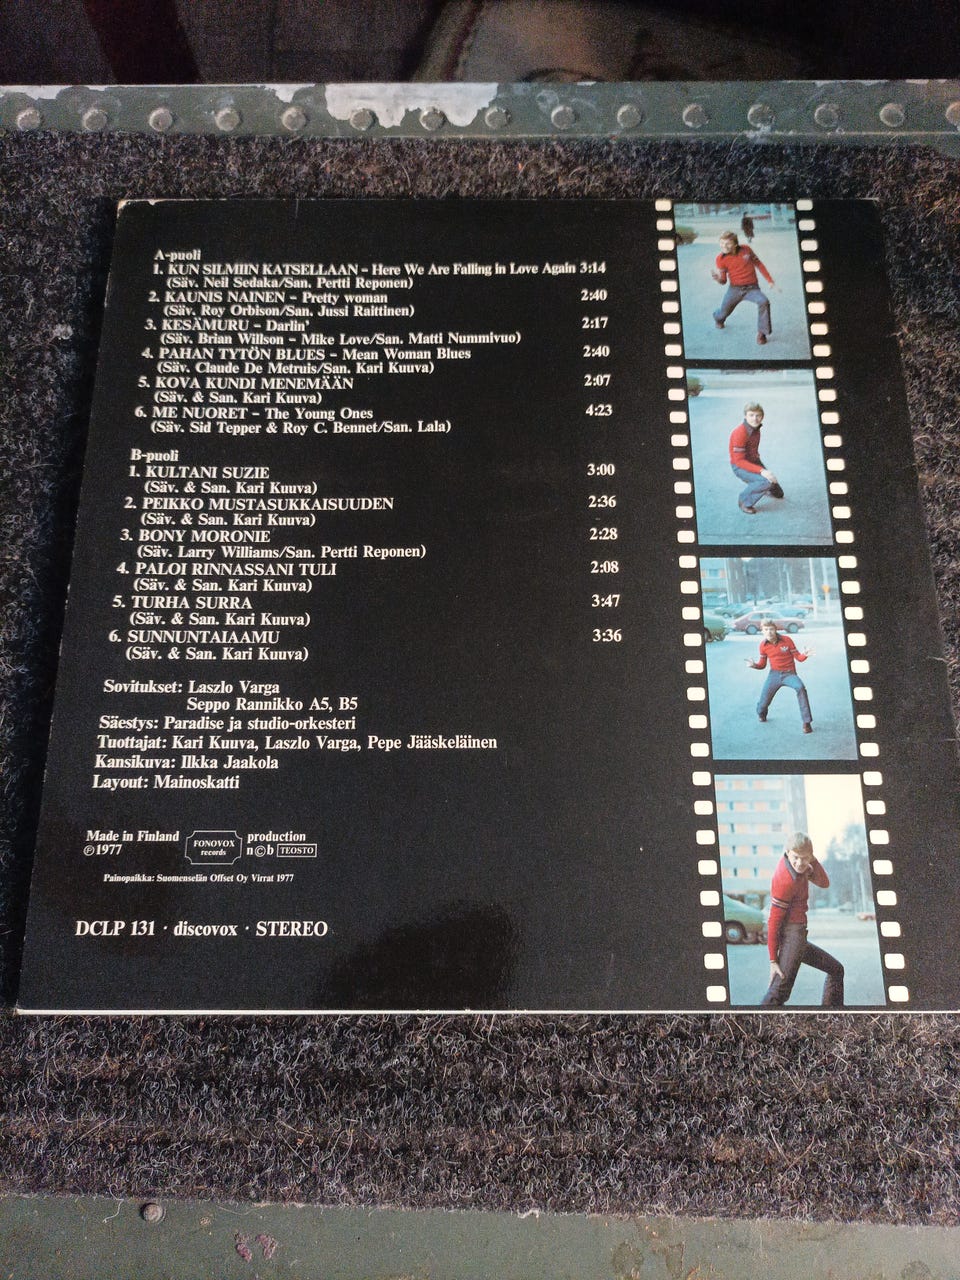 A-puoli
1. KUN SILMIIN KATSELLAAN - Here We Are Falling in Love Again 3:14
(Säv. Neil Sedaka/San. Pertti Reponen)
2. KAUNIS NAINEN - Pretty woman 2:40
(Säv. Roy Orbison/San. Jussi Raittinen)
3. KESÄMURU - Darlin' 2:17
(Säv. Brian Willson - Mike Love/San. Matti Nummivuo)
4. PAHAN TYTÖN BLUES - Mean Woman Blues 2:40
(Säv. Claude De Metruis/San. Kari Kuuva)
5. KOVA KUNDI MENEMÄÄN 2:07
(Säv. & San. Kari Kuuva)
6. ME NUORET - The Young Ones 4:23
(Säv. Sid Tepper & Roy C. Bennet/San. Lala)
B-puoli
1. KULTANI SUZIE 3:00
(Säv. & San. Kari Kuuva)
2. PEIKKO MUSTASUKKAISUUDEN 2:36
(Säv. & San. Kari Kuuva)
3. BONY MORONIE 2:28
(Säv. Larry Williams/San. Pertti Reponen)
4. PALOI RINNASSANI TULI 2:08
(Säv. & San. Kari Kuuva)
5. TURHA SURRA 3:47
(Säv. & San. Kari Kuuva)
6. SUNNUNTAIAAMU 3:36
(Säv. & San. Kari Kuuva)
Sovitukset: Laszlo Varga
Seppo Rannikko A5, B5
Säestys: Paradise ja studio-orkesteri
Tuottajat: Kari Kuuva, Laszlo Varga, Pepe Jääskeläinen
Kansikuva: Ilkka Jaakola
Layout: Mainoskatti
Made in Finland FONOVOX production
℗1977 records n©b TEOSTO
Painopaikka: Suomenselän Offset Oy Virrat 1977
DCLP 131 · discovox · STEREO